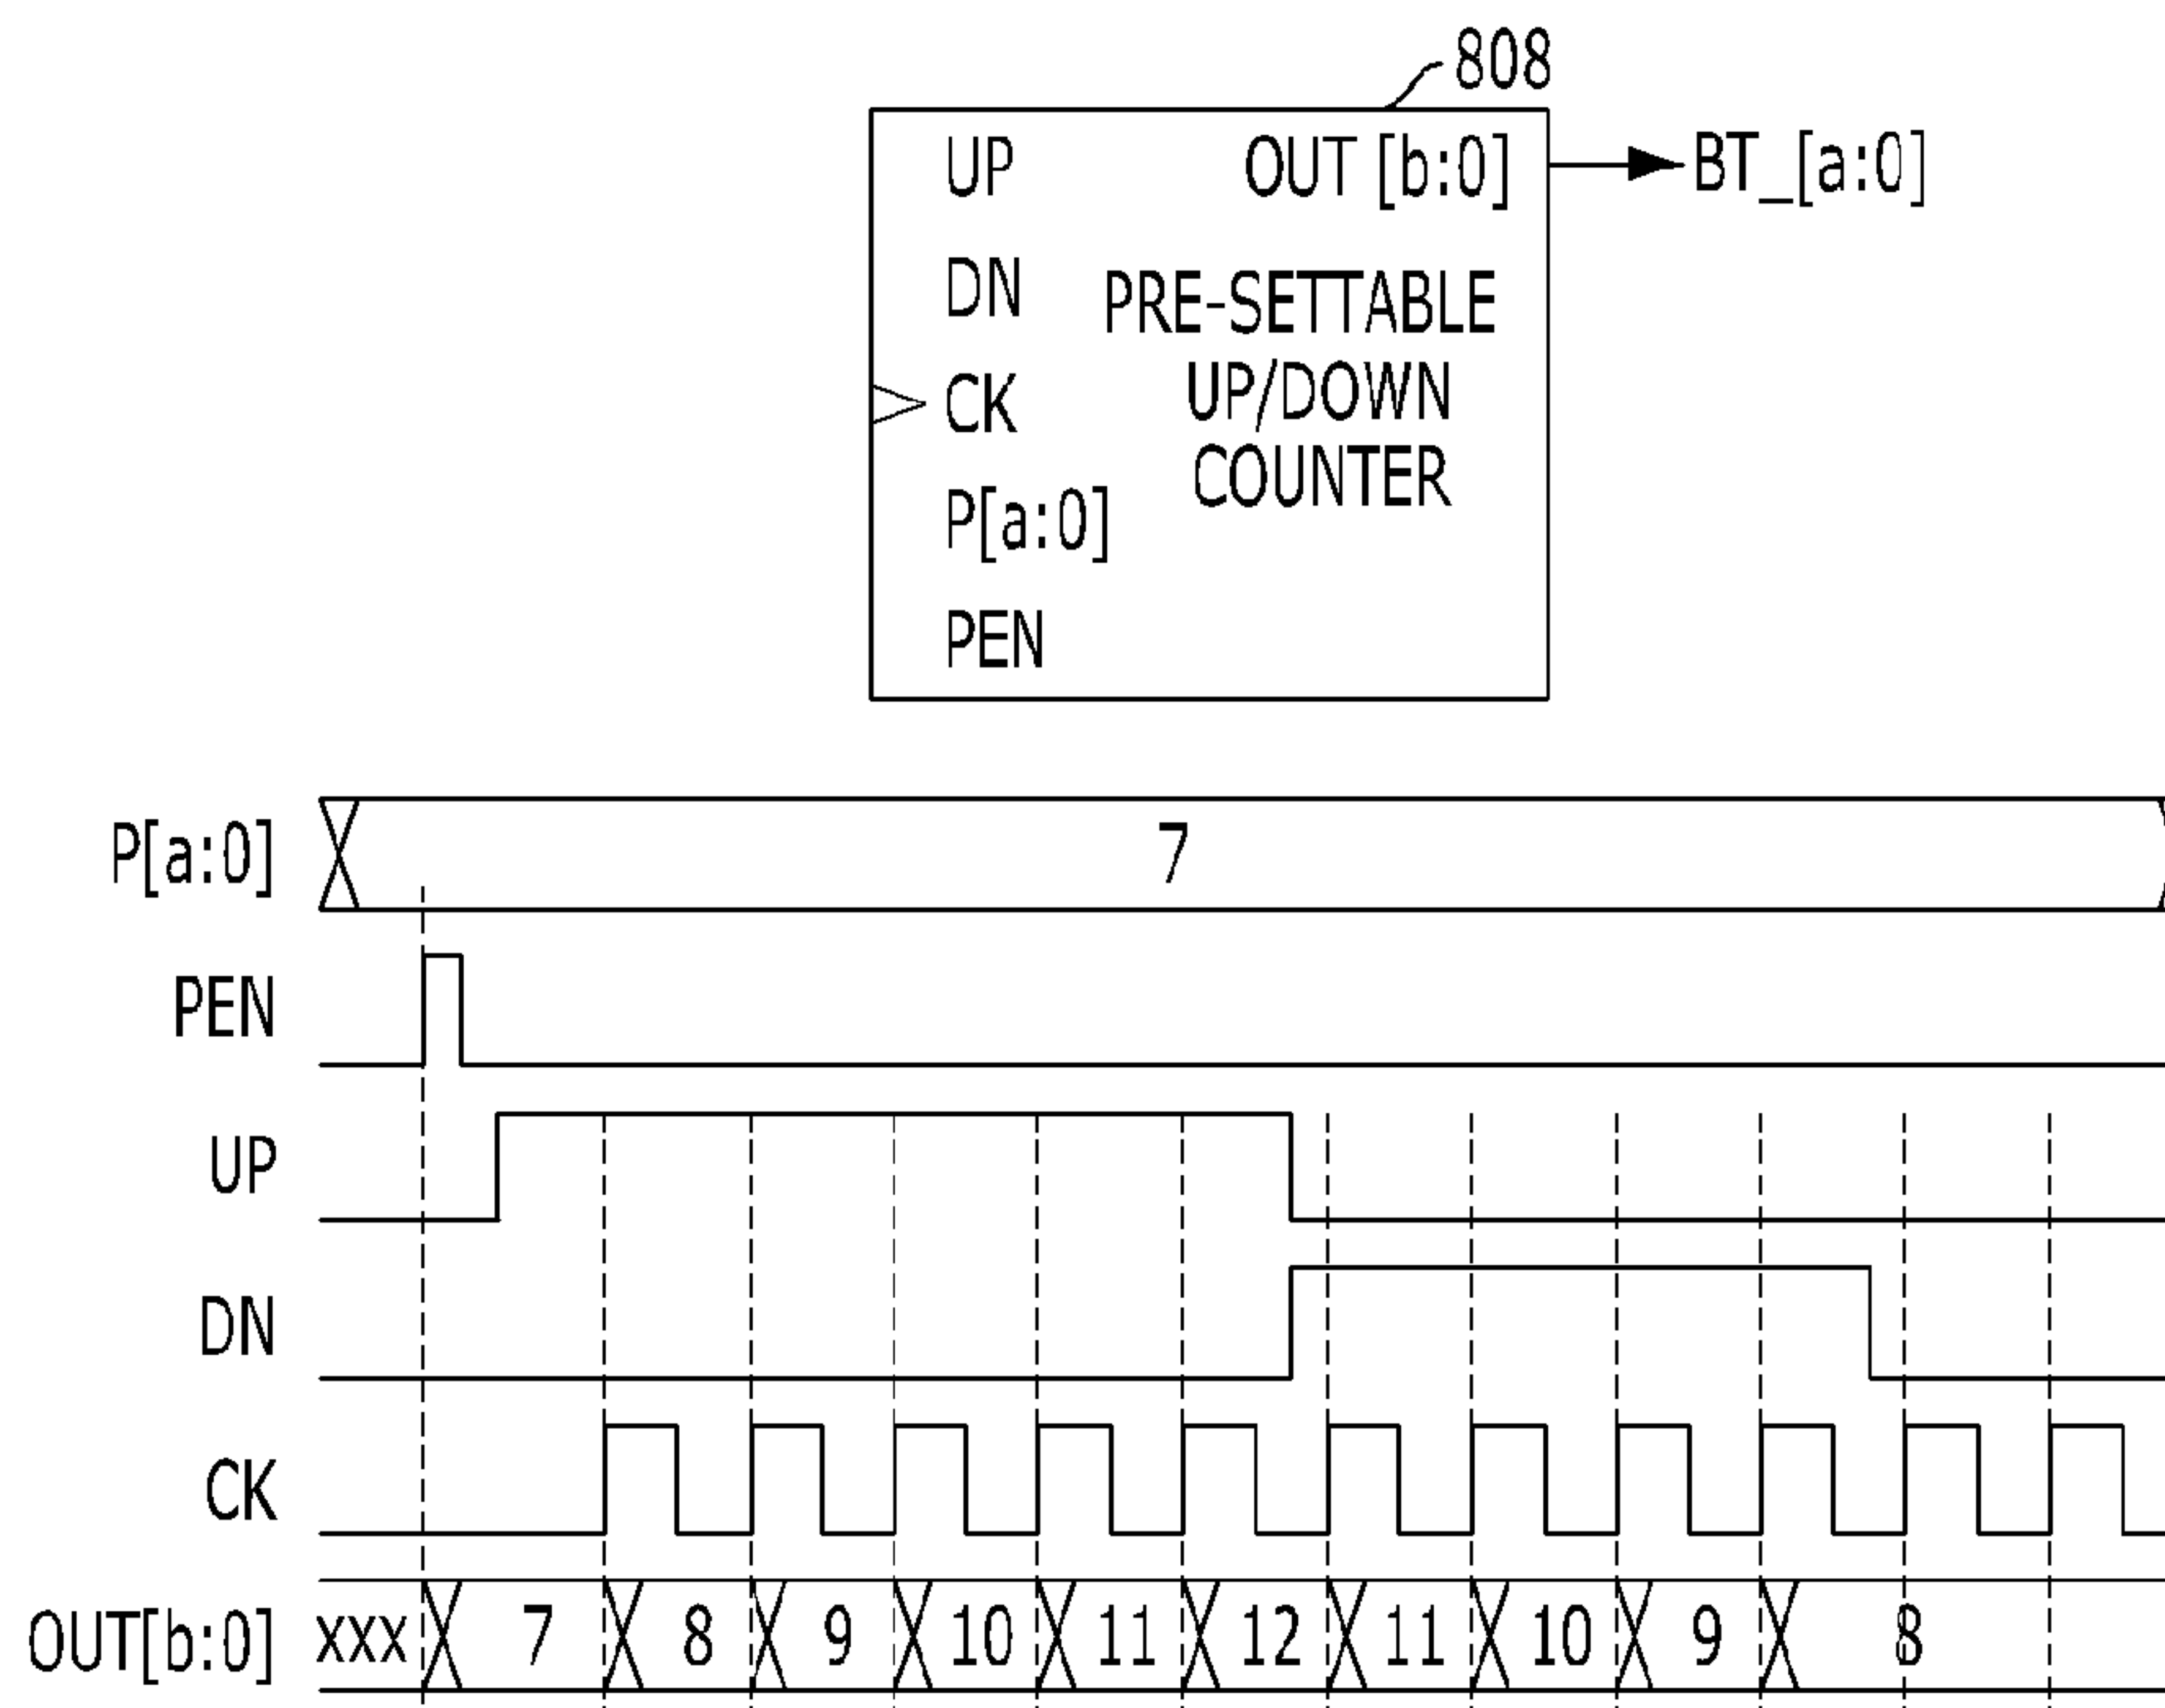 808
UP OUT [b:0] BT_[a:0]
DN PRE-SETTABLE
UP/DOWN
CK
COUNTER
P[a:0]
PEN
P[a:0] 7
PEN
UP
DN
CK
OUT[b:0] XXX 7 8 9 10 11 12 11 10 9 8